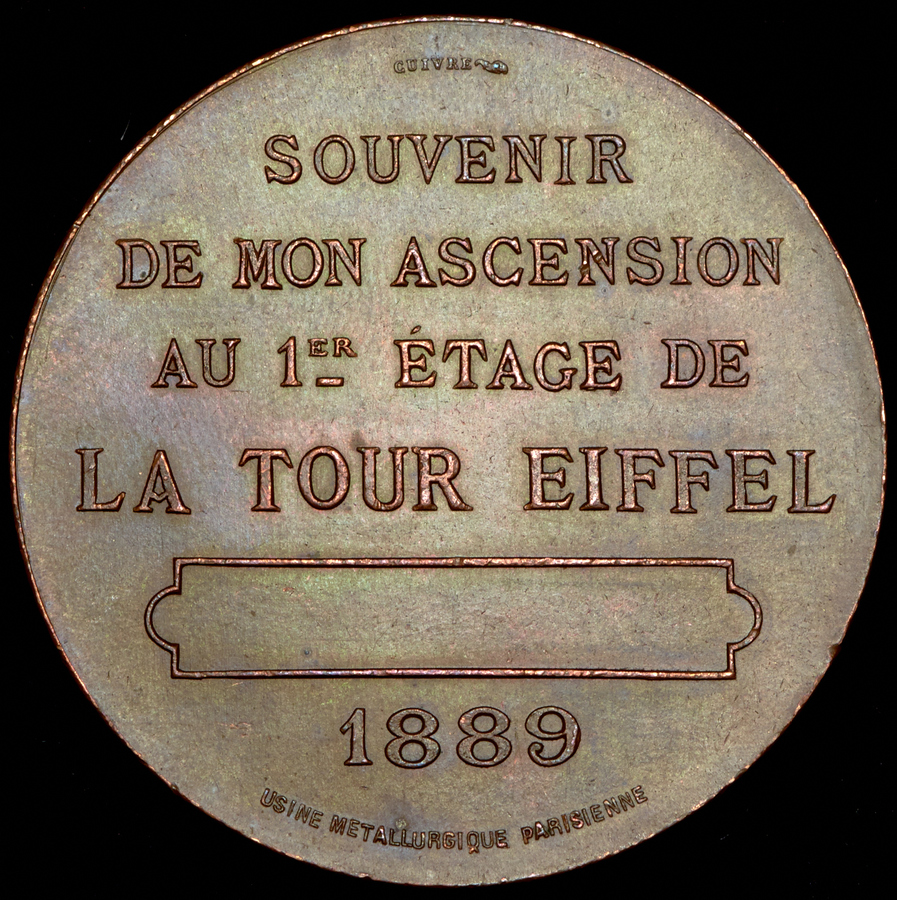 CUIVRE
SOUVENIR
DE MON ASCENSION
AU 1ER ÉTAGE DE
LA TOUR EIFFEL
1889
USINE METALLURGIQUE PARISIENNE